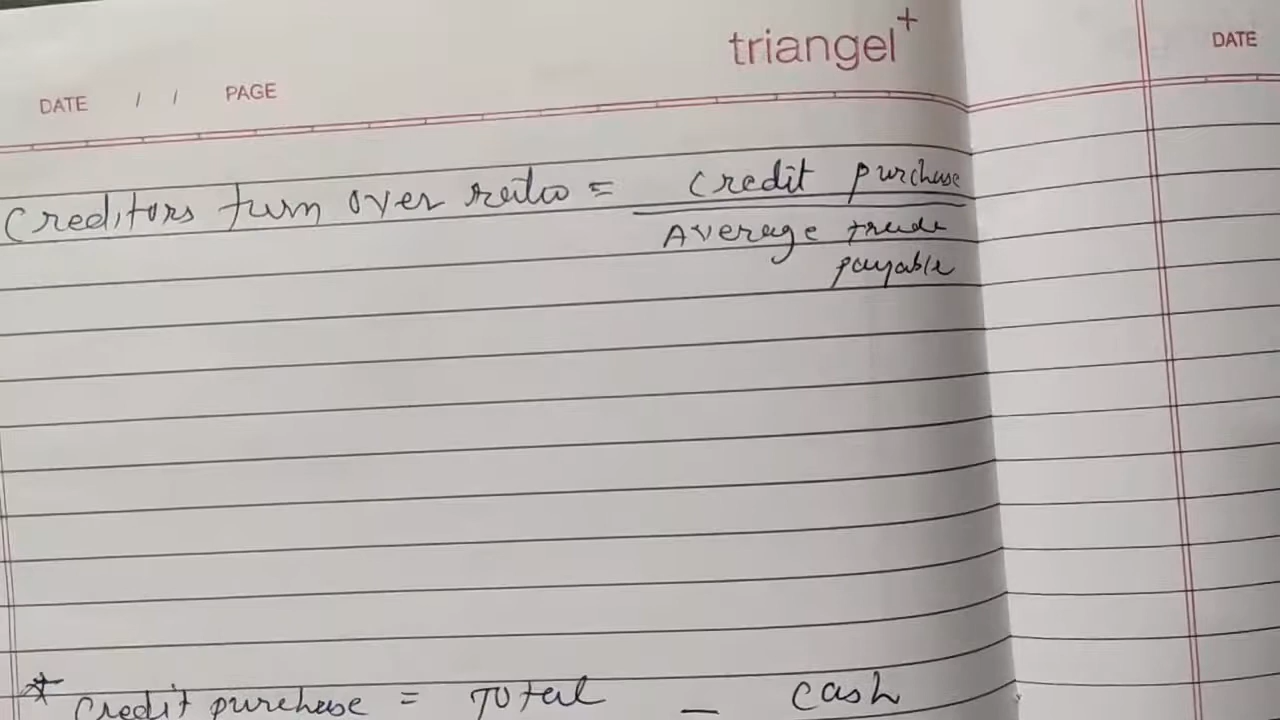 triangel+
DATE / / PAGE
DATE
Creditors turn over ratio = Credit purchase
Average trade
payable
* Credit purchase = Total - Cash